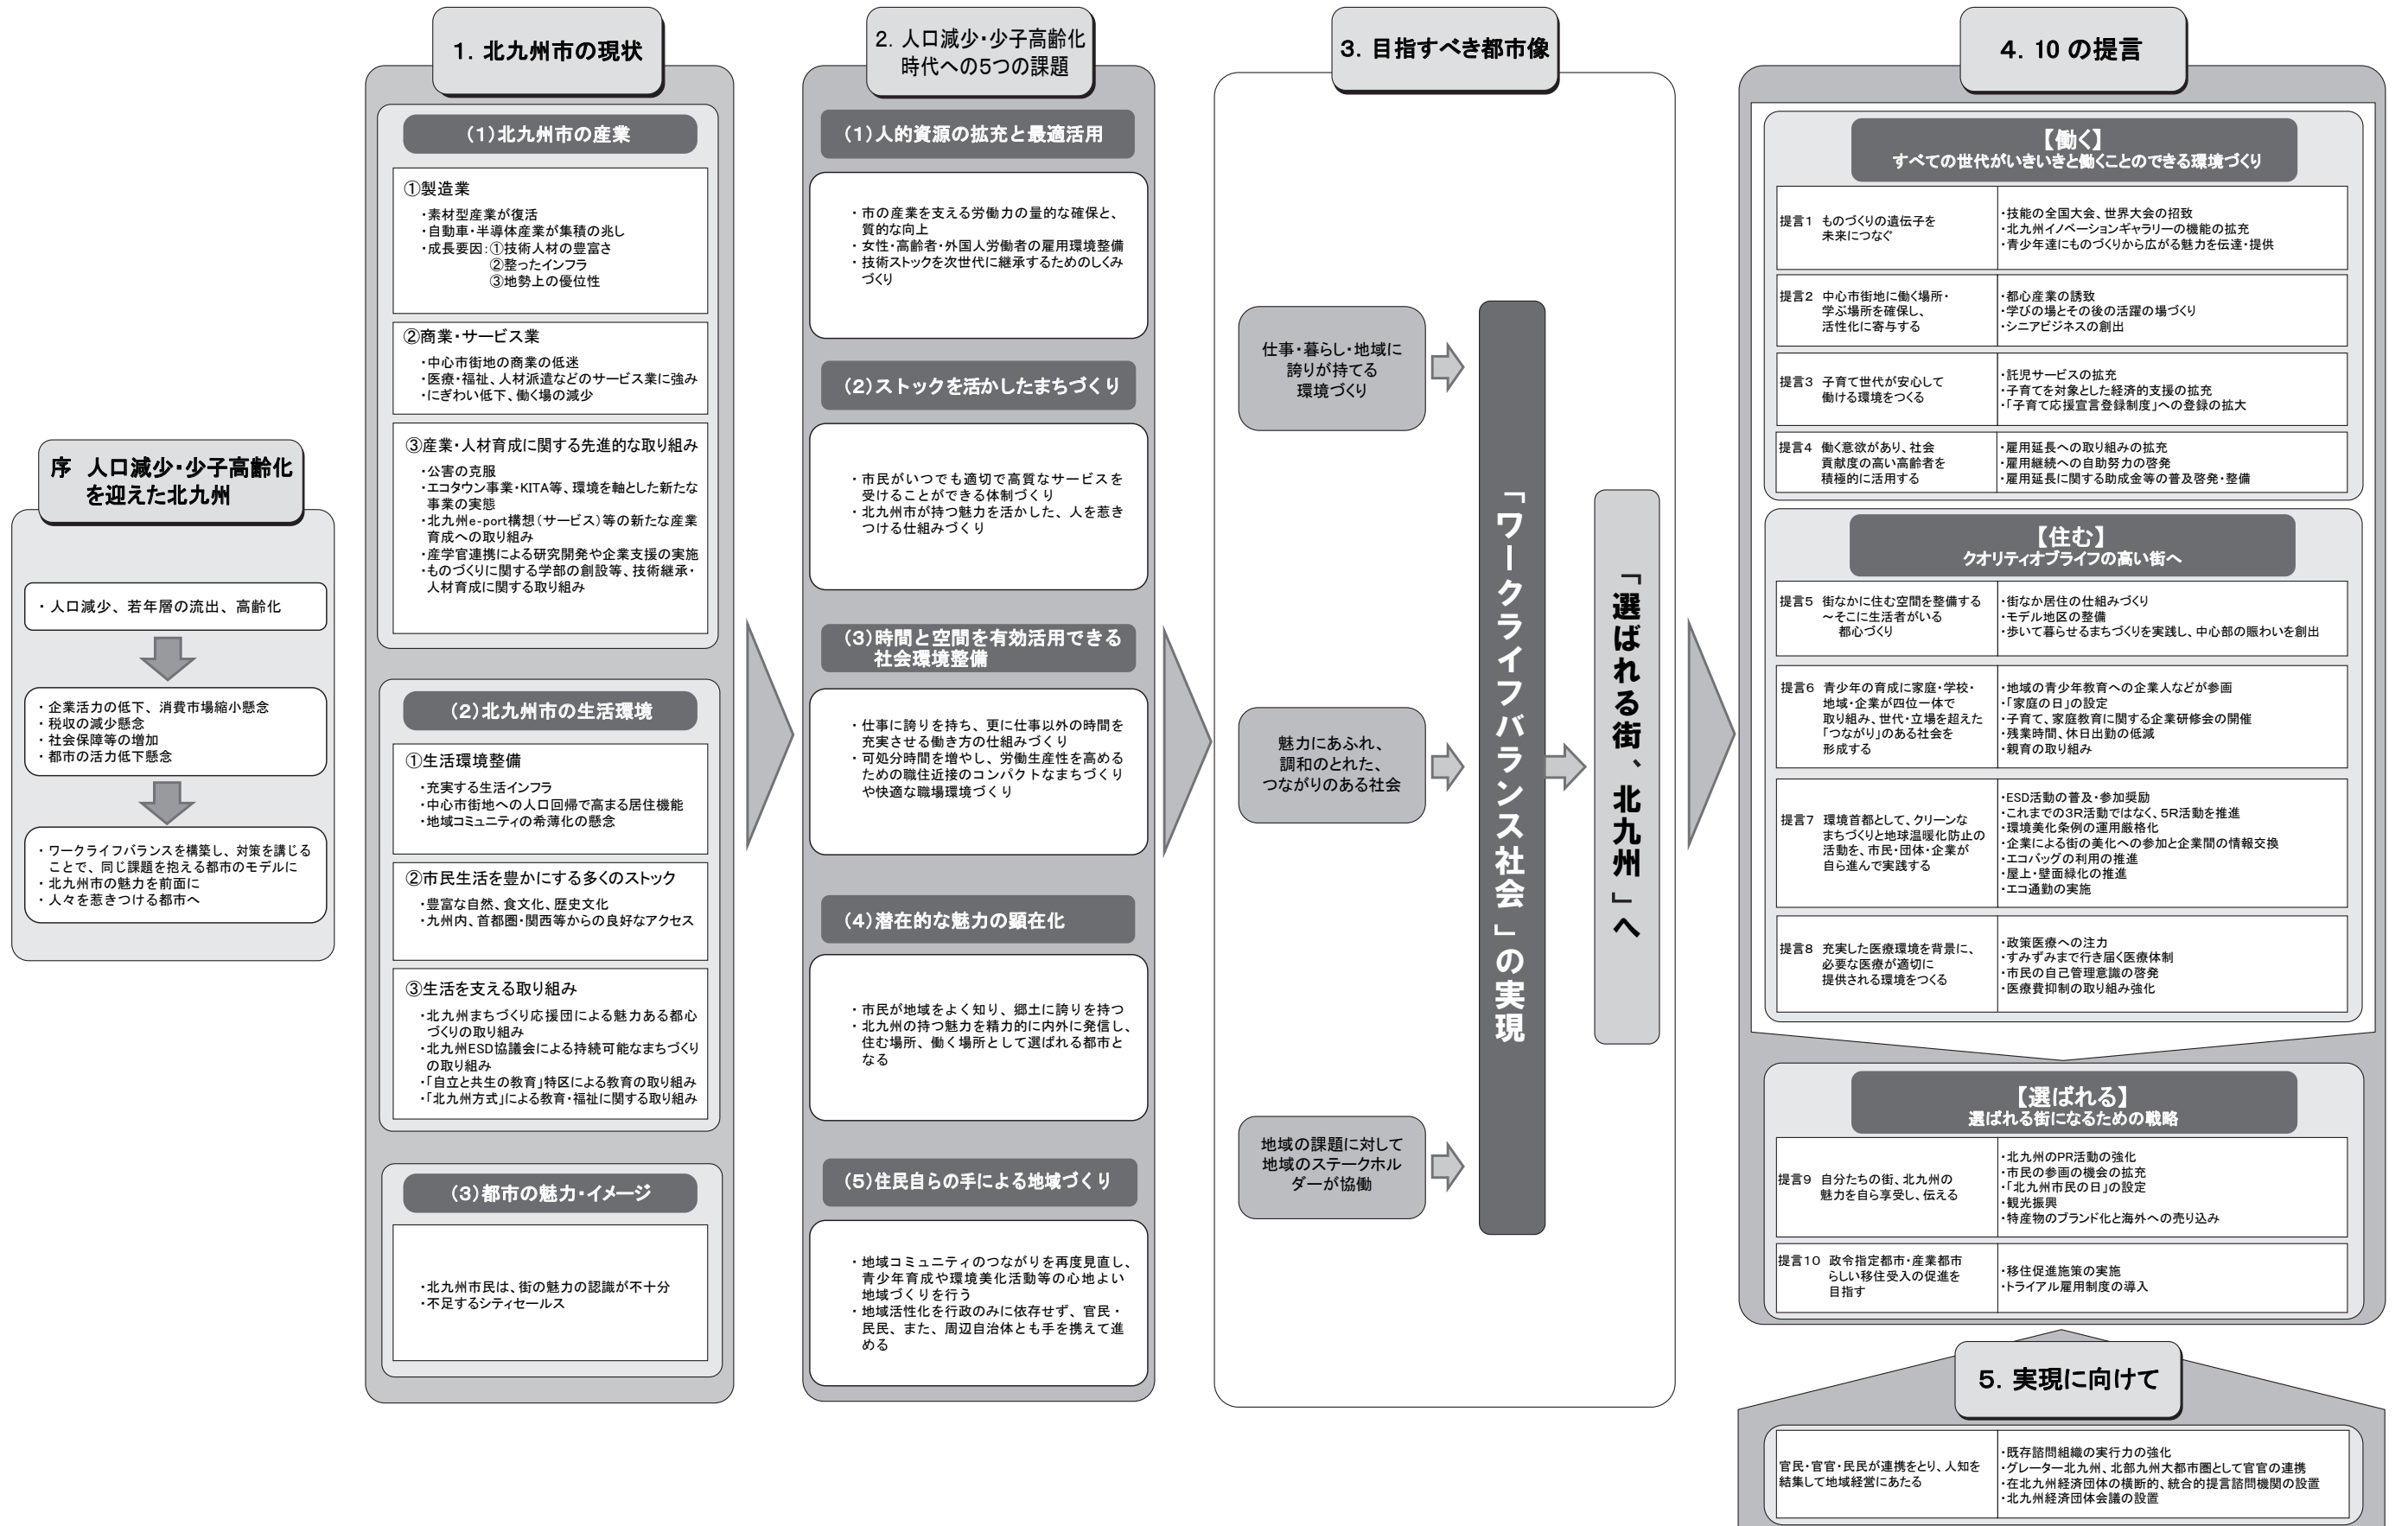 序 人口減少・少子高齢化
を迎えた北九州
・人口減少、若年層の流出、高齢化
・企業活力の低下、消費市場縮小懸念
・税収の減少懸念
・社会保障等の増加
・都市の活力低下懸念
・ワークライフバランスを構築し、対策を講じる
ことで、同じ課題を抱える都市のモデルに
・北九州市の魅力を前面に
・人々を惹きつける都市へ
1. 北九州市の現状
(1)北九州市の産業
①製造業
・素材型産業が復活
・自動車・半導体産業が集積の兆し
・成長要因:①技術人材の豊富さ
②整ったインフラ
③地勢上の優位性
②商業・サービス業
・中心市街地の商業の低迷
・医療・福祉、人材派遣などのサービス業に強み
・にぎわい低下、働く場の減少
③産業・人材育成に関する先進的な取り組み
・公害の克服
・エコタウン事業・KITA等、環境を軸とした新たな
事業の実態
・北九州e-port構想(サービス)等の新たな産業
育成への取り組み
・産学官連携による研究開発や企業支援の実施
・ものづくりに関する学部の創設等、技術継承・
人材育成に関する取り組み
(2)北九州市の生活環境
①生活環境整備
・充実する生活インフラ
・中心市街地への人口回帰で高まる居住機能
・地域コミュニティの希薄化の懸念
②市民生活を豊かにする多くのストック
・豊富な自然、食文化、歴史文化
・九州内、首都圏・関西等からの良好なアクセス
③生活を支える取り組み
・北九州まちづくり応援団による魅力ある都心
づくりの取り組み
・北九州ESD協議会による持続可能なまちづくり
の取り組み
・「自立と共生の教育」特区による教育の取り組み
・「北九州方式」による教育・福祉に関する取り組み
(3)都市の魅力・イメージ
・北九州市民は、街の魅力の認識が不十分
・不足するシティセールス
2. 人口減少・少子高齢化
時代への5つの課題
(1)人的資源の拡充と最適活用
・市の産業を支える労働力の量的な確保と、
質的な向上
・女性・高齢者・外国人労働者の雇用環境整備
・技術ストックを次世代に継承するためのしくみ
づくり
(2)ストックを活かしたまちづくり
・市民がいつでも適切で高質なサービスを
受けることができる体制づくり
・北九州市が持つ魅力を活かした、人を惹き
つける仕組みづくり
(3)時間と空間を有効活用できる
社会環境整備
・仕事に誇りを持ち、更に仕事以外の時間を
充実させる働き方の仕組みづくり
・可処分時間を増やし、労働生産性を高める
ための職住近接のコンパクトなまちづくり
や快適な職場環境づくり
(4)潜在的な魅力の顕在化
・市民が地域をよく知り、郷土に誇りを持つ
・北九州の持つ魅力を精力的に内外に発信し、
住む場所、働く場所として選ばれる都市と
なる
(5)住民自らの手による地域づくり
・地域コミュニティのつながりを再度見直し、
青少年育成や環境美化活動等の心地よい
地域づくりを行う
・地域活性化を行政のみに依存せず、官民・
民民、また、周辺自治体とも手を携えて進
める
3. 目指すべき都市像
仕事・暮らし・地域に
誇りが持てる
環境づくり
魅力にあふれ、
調和のとれた、
つながりのある社会
地域の課題に対して
地域のステークホル
ダーが協働
「ワークライフバランス社会」の実現
「選ばれる街、北九州」へ
4. 10 の提言
【働く】
すべての世代がいきいきと働くことのできる環境づくり
提言1 ものづくりの遺伝子を
未来につなぐ
・技能の全国大会、世界大会の招致
・北九州イノベーションギャラリーの機能の拡充
・青少年達にものづくりから広がる魅力を伝達・提供
提言2 中心市街地に働く場所・
学ぶ場所を確保し、
活性化に寄与する
・都心産業の誘致
・学びの場とその後の活躍の場づくり
・シニアビジネスの創出
提言3 子育て世代が安心して
働ける環境をつくる
・託児サービスの拡充
・子育てを対象とした経済的支援の拡充
・「子育て応援宣言登録制度」への登録の拡大
提言4 働く意欲があり、社会
貢献度の高い高齢者を
積極的に活用する
・雇用延長への取り組みの拡充
・雇用継続への自助努力の啓発
・雇用延長に関する助成金等の普及啓発・整備
【住む】
クオリティオブライフの高い街へ
提言5 街なかに住む空間を整備する
～そこに生活者がいる
都心づくり
・街なか居住の仕組みづくり
・モデル地区の整備
・歩いて暮らせるまちづくりを実践し、中心部の賑わいを創出
提言6 青少年の育成に家庭・学校・
地域・企業が四位一体で
取り組み、世代・立場を超えた
「つながり」のある社会を
形成する
・地域の青少年教育への企業人などが参画
・「家庭の日」の設定
・子育て、家庭教育に関する企業研修会の開催
・残業時間、休日出勤の低減
・親育の取り組み
提言7 環境首都として、クリーンな
まちづくりと地球温暖化防止の
活動を、市民・団体・企業が
自ら進んで実践する
・ESD活動の普及・参加奨励
・これまでの3R活動ではなく、5R活動を推進
・環境美化条例の運用厳格化
・企業による街の美化への参加と企業間の情報交換
・エコバッグの利用の推進
・屋上・壁面緑化の推進
・エコ通勤の実施
提言8 充実した医療環境を背景に、
必要な医療が適切に
提供される環境をつくる
・政策医療への注力
・すみずみまで行き届く医療体制
・市民の自己管理意識の啓発
・医療費抑制の取り組み強化
【選ばれる】
選ばれる街になるための戦略
提言9 自分たちの街、北九州の
魅力を自ら享受し、伝える
・北九州のPR活動の強化
・市民の参画の機会の拡充
・「北九州市民の日」の設定
・観光振興
・特産物のブランド化と海外への売り込み
提言10 政令指定都市・産業都市
らしい移住受入の促進を
目指す
・移住促進施策の実施
・トライアル雇用制度の導入
5. 実現に向けて
官民・官官・民民が連携をとり、人知を
結集して地域経営にあたる
・既存諮問組織の実行力の強化
・グレーター北九州、北部九州大都市圏として官官の連携
・在北九州経済団体の横断的、統合的提言諮問機関の設置
・北九州経済団体会議の設置